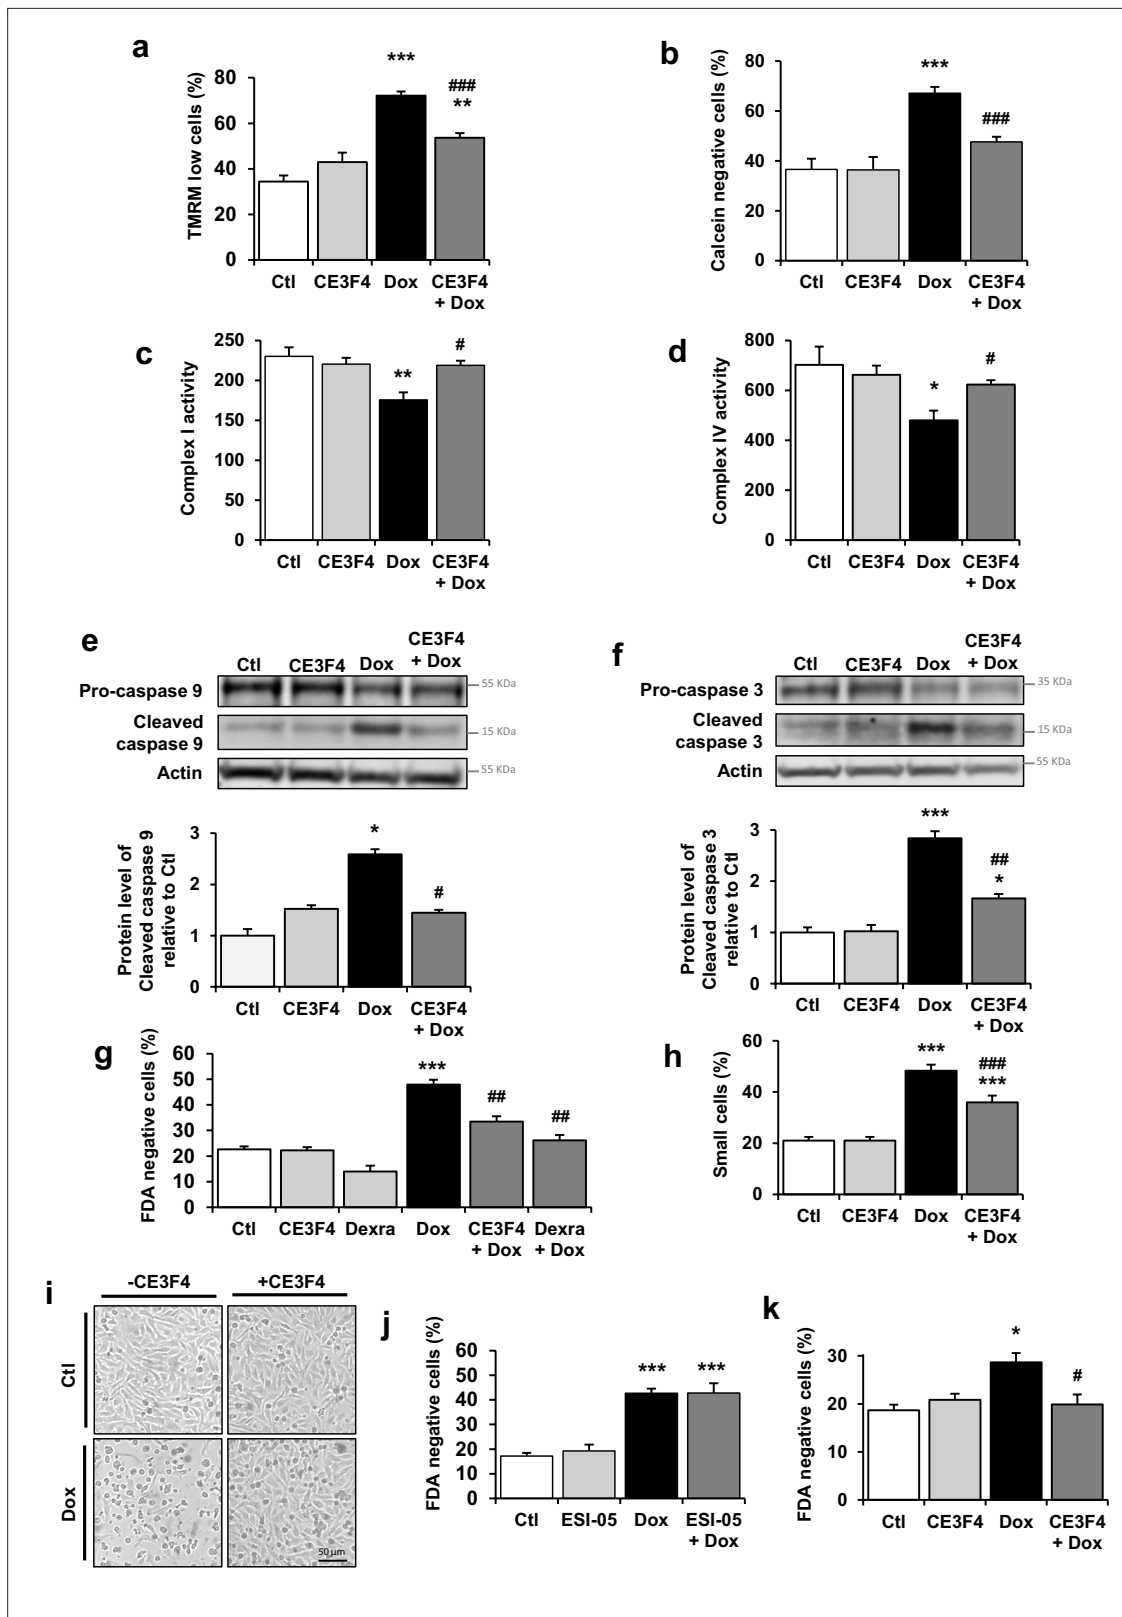 a
TMRM low cells (%)
80
60
40
20
0
***
###
**
Ctl CE3F4 Dox CE3F4
+ Dox
b
Calcein negative cells (%)
80
60
40
20
0
***
###
Ctl CE3F4 Dox CE3F4
+ Dox
c
Complex I activity
250
200
150
100
50
0
**
#
Ctl CE3F4 Dox CE3F4
+ Dox
d
Complex IV activity
800
600
400
200
0
*
#
Ctl CE3F4 Dox CE3F4
+ Dox
e
Ctl CE3F4 Dox CE3F4
+ Dox
Pro-caspase 9
55 KDa
Cleaved
caspase 9
15 KDa
Actin
55 KDa
Protein level of
Cleaved caspase 9
relative to Ctl
3
2
1
0
*
#
Ctl CE3F4 Dox CE3F4
+ Dox
f
Ctl CE3F4 Dox CE3F4
+ Dox
Pro-caspase 3
35 KDa
Cleaved
caspase 3
15 KDa
Actin
55 KDa
Protein level of
Cleaved caspase 3
relative to Ctl
3
2
1
0
***
##
*
Ctl CE3F4 Dox CE3F4
+ Dox
g
FDA negative cells (%)
60
50
40
30
20
10
0
***
##
##
Ctl CE3F4 Dexra Dox CE3F4 Dexra
+ Dox + Dox
h
Small cells (%)
60
40
20
0
***
###
***
Ctl CE3F4 Dox CE3F4
+ Dox
i
-CE3F4 +CE3F4
Ctl
Dox
50 µm
j
FDA negative cells (%)
60
50
40
30
20
10
0
***
***
Ctl ESI-05 Dox ESI-05
+ Dox
k
FDA negative cells (%)
30
20
10
0
*
#
Ctl CE3F4 Dox CE3F4
+ Dox